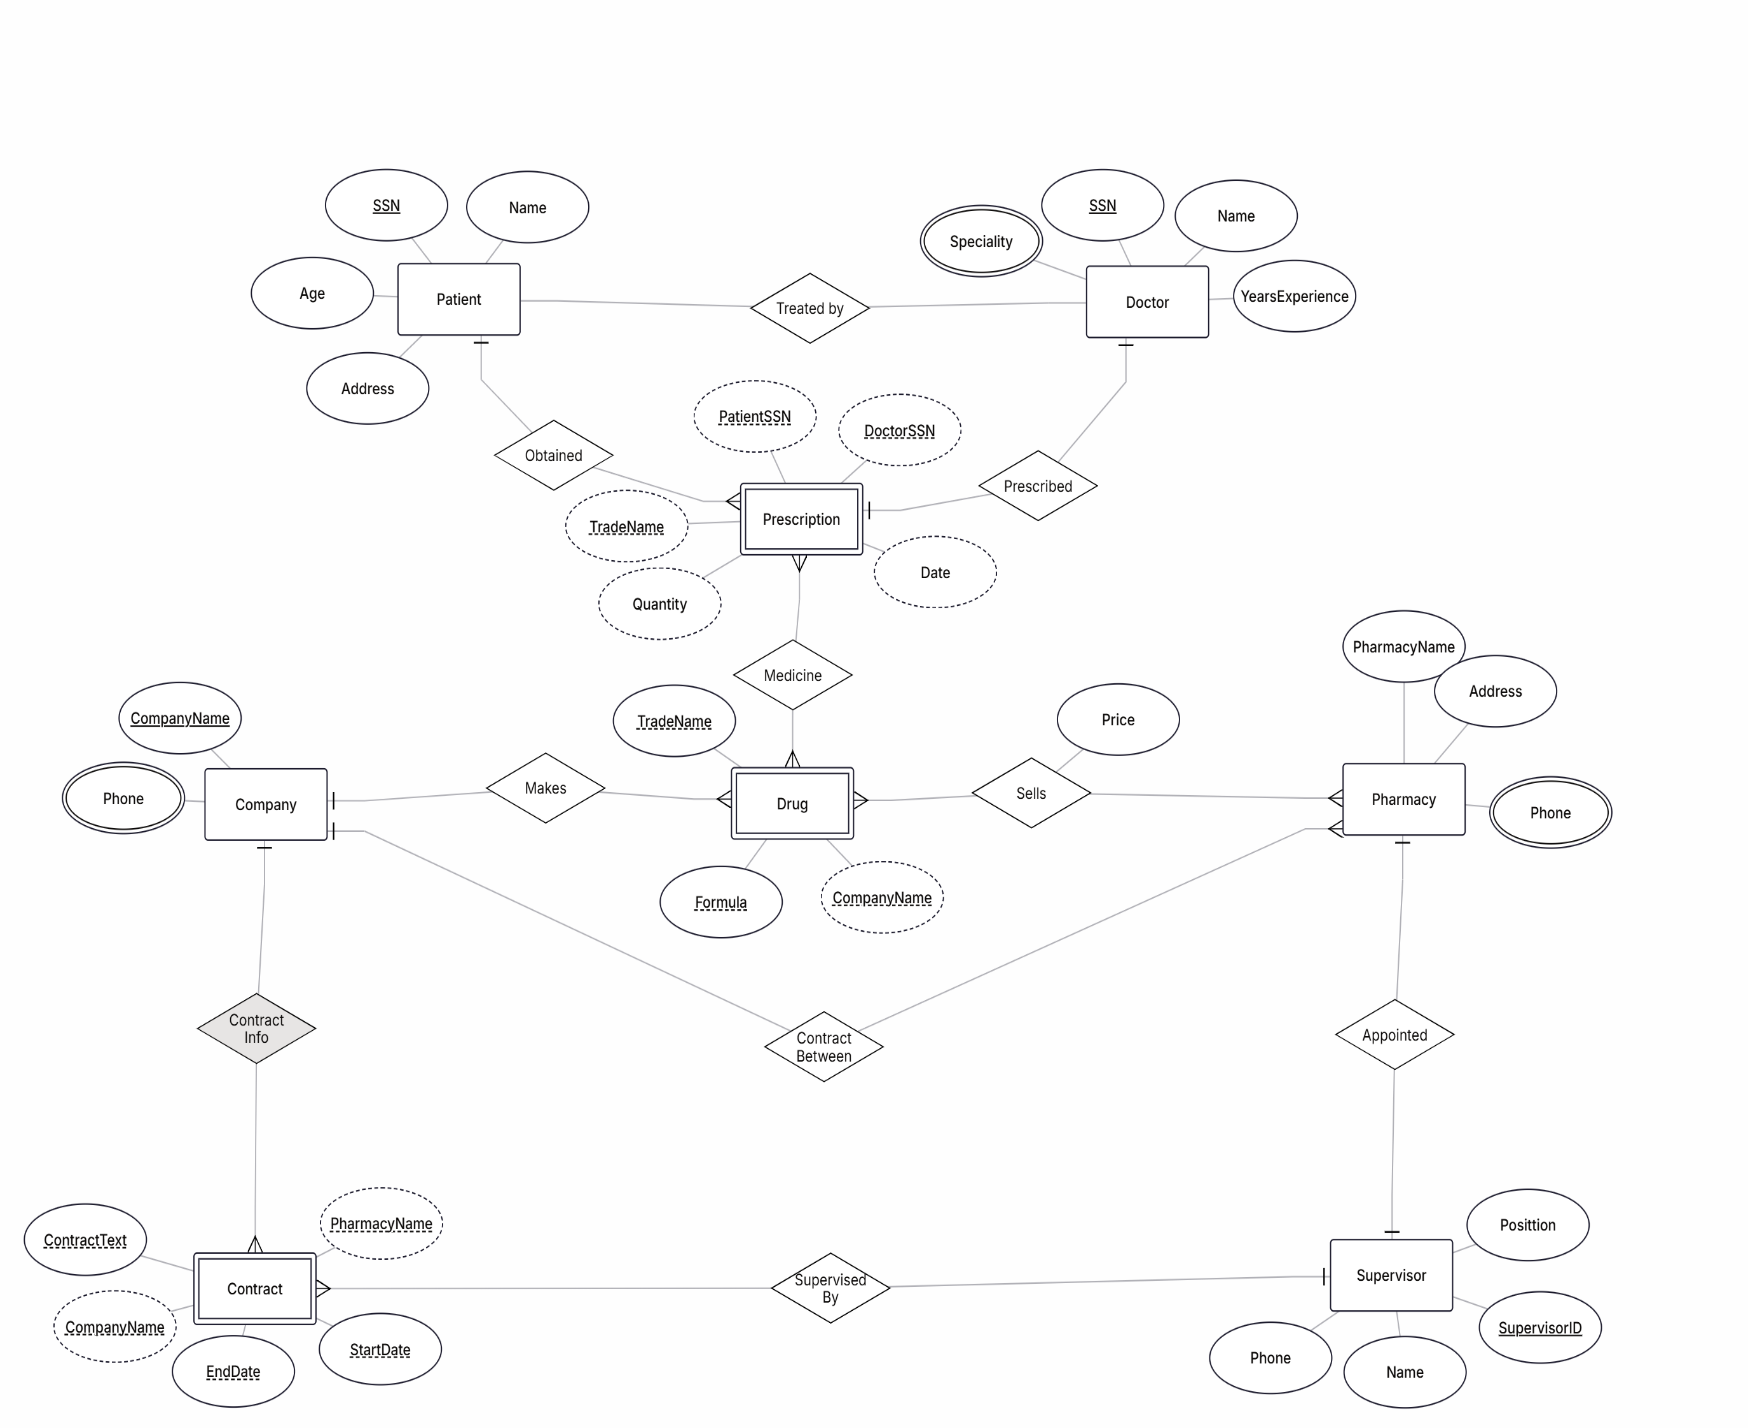 SSN
Name
Speciality
SSN
Name
Age
Patient
Treated by
Doctor
YearsExperience
Address
PatientSSN
DoctorSSN
Obtained
Prescribed
TradeName
Prescription
Quantity
Date
Medicine
PharmacyName
Address
CompanyName
TradeName
Price
Phone
Company
Makes
Drug
Sells
Pharmacy
Phone
Formula
CompanyName
Contract
Info
Contract
Between
Appointed
ContractText
PharmacyName
Posittion
Contract
Supervised
By
Supervisor
CompanyName
StartDate
SupervisorID
EndDate
Phone
Name